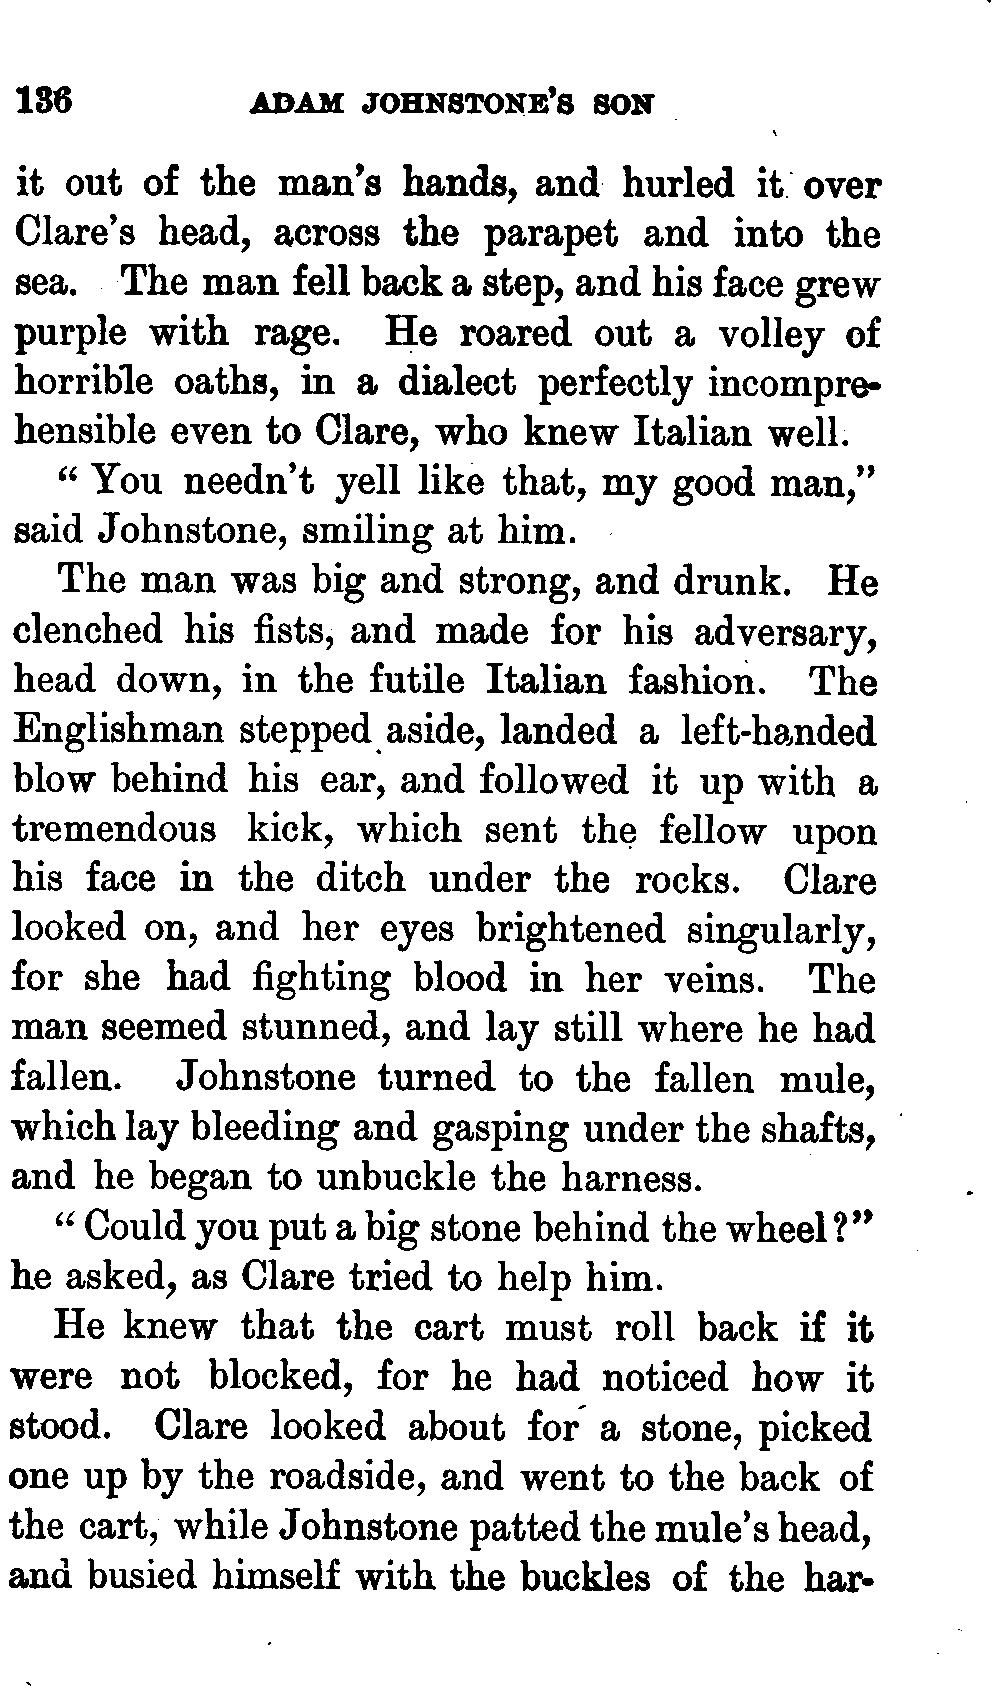 136 ADAM JOHNSTONE'S SON
it out of the man's hands, and hurled it over
Clare's head, across the parapet and into the
sea. The man fell back a step, and his face grew
purple with rage. He roared out a volley of
horrible oaths, in a dialect perfectly incompre-
hensible even to Clare, who knew Italian well.
“You needn't yell like that, my good man,”
said Johnstone, smiling at him.
The man was big and strong, and drunk. He
clenched his fists, and made for his adversary,
head down, in the futile Italian fashion. The
Englishman stepped aside, landed a left-handed
blow behind his ear, and followed it up with a
tremendous kick, which sent the fellow upon
his face in the ditch under the rocks. Clare
looked on, and her eyes brightened singularly,
for she had fighting blood in her veins. The
man seemed stunned, and lay still where he had
fallen. Johnstone turned to the fallen mule,
which lay bleeding and gasping under the shafts,
and he began to unbuckle the harness.
“Could you put a big stone behind the wheel?”
he asked, as Clare tried to help him.
He knew that the cart must roll back if it
were not blocked, for he had noticed how it
stood. Clare looked about for a stone, picked
one up by the roadside, and went to the back of
the cart, while Johnstone patted the mule's head,
and busied himself with the buckles of the har-